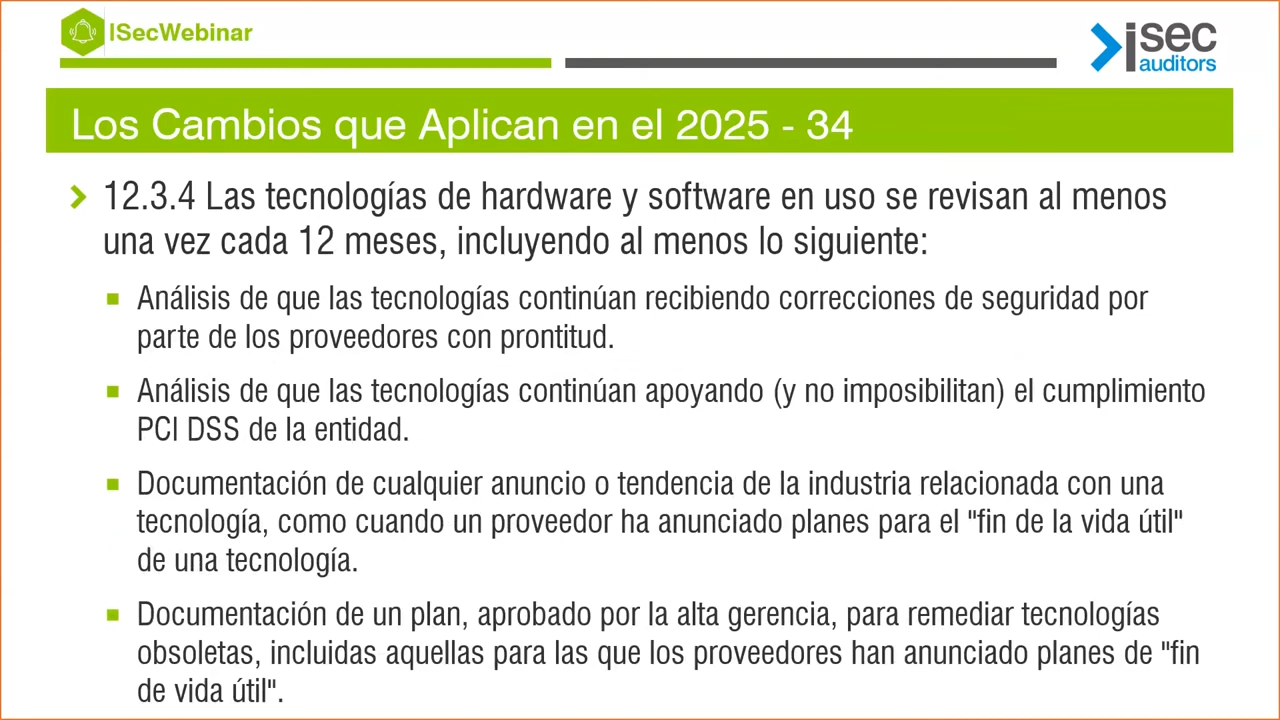 ISecWebinar
isec
auditors
Los Cambios que Aplican en el 2025 - 34
12.3.4 Las tecnologías de hardware y software en uso se revisan al menos
una vez cada 12 meses, incluyendo al menos lo siguiente:
Análisis de que las tecnologías continúan recibiendo correcciones de seguridad por
parte de los proveedores con prontitud.
Análisis de que las tecnologías continúan apoyando (y no imposibilitan) el cumplimiento
PCI DSS de la entidad.
Documentación de cualquier anuncio o tendencia de la industria relacionada con una
tecnología, como cuando un proveedor ha anunciado planes para el "fin de la vida útil"
de una tecnología.
Documentación de un plan, aprobado por la alta gerencia, para remediar tecnologías
obsoletas, incluidas aquellas para las que los proveedores han anunciado planes de "fin
de vida útil".